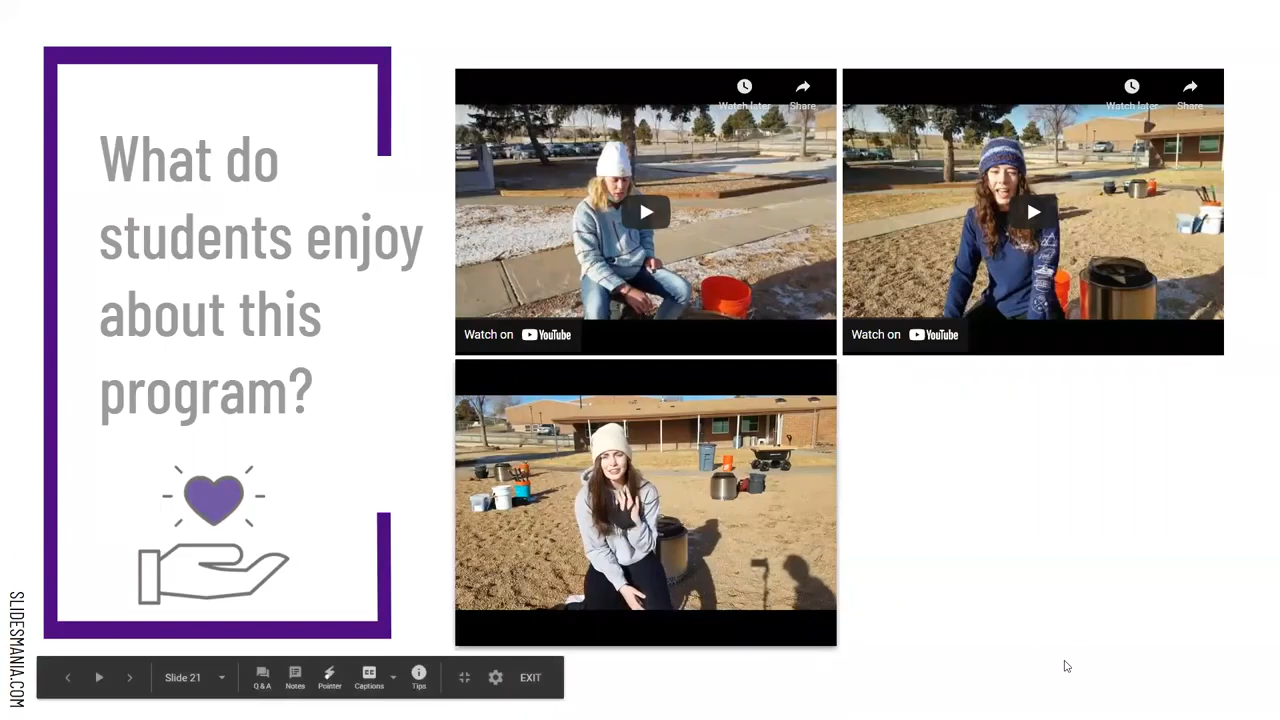 What do
students enjoy
about this
program?
Watch later
Share
Watch on YouTube
Watch later
Share
Watch on YouTube
SLIDESMANIA.COM
Slide 21
Q & A
Notes
Pointer
CC
Captions
Tips
EXIT